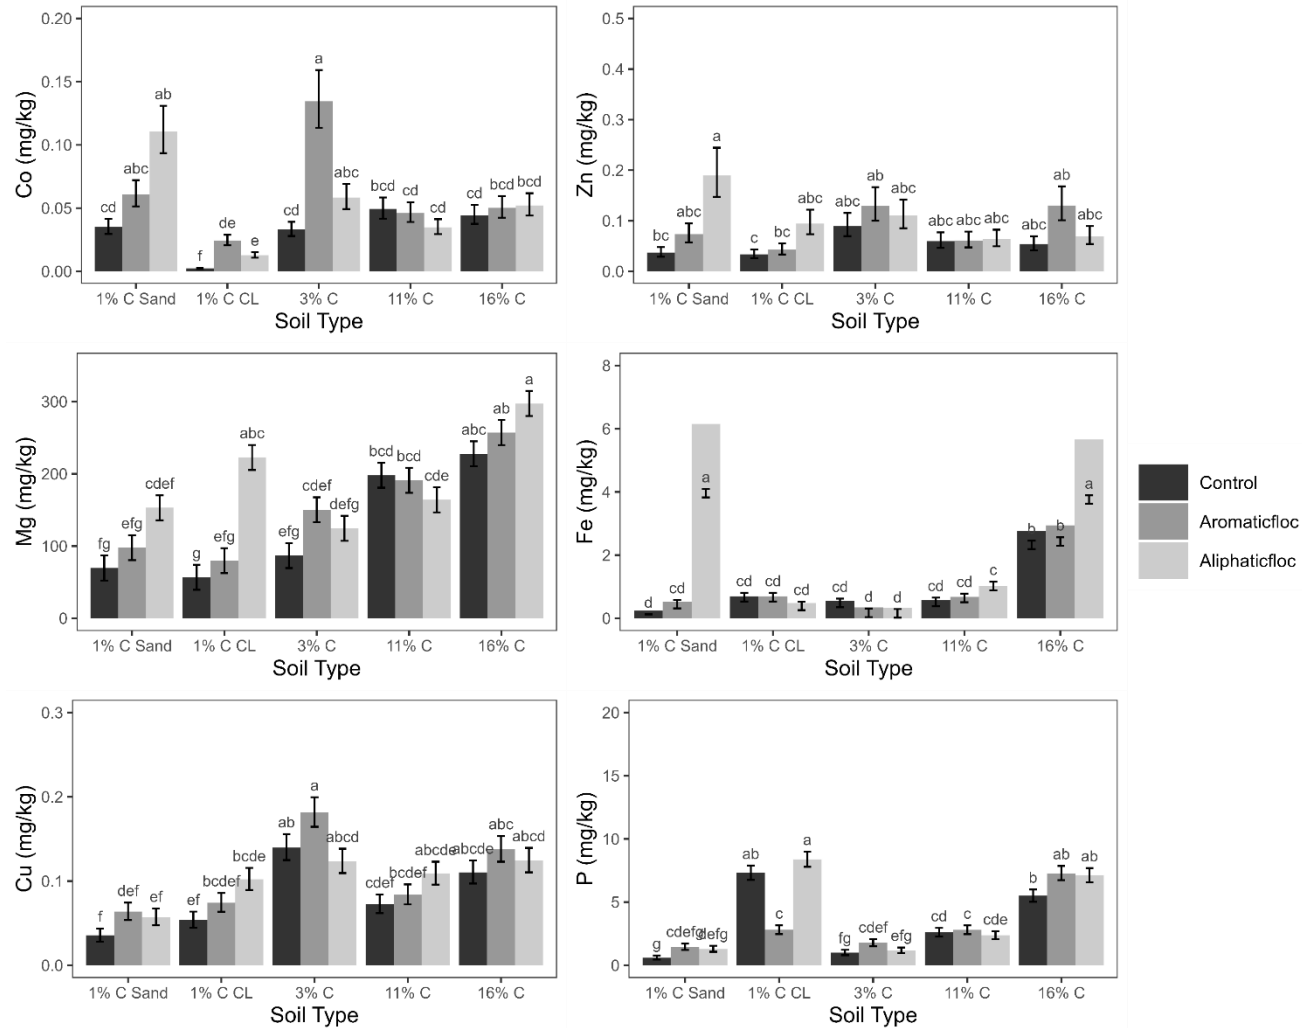 Co (mg/kg)
0.20
0.15
0.10
0.05
0.00
cd abc ab
f de e
cd a abc
bcd cd cd
cd bcd bcd
1% C Sand 1% C CL 3% C 11% C 16% C
Soil Type
Zn (mg/kg)
0.5
0.4
0.3
0.2
0.1
0.0
bc abc a
c bc abc
abc ab abc
abc abc abc
abc ab abc
1% C Sand 1% C CL 3% C 11% C 16% C
Soil Type
Mg (mg/kg)
300
200
100
0
fg efg cdef
g efg abc
efg bcd defg
bcd bcd cde
abc ab a
1% C Sand 1% C CL 3% C 11% C 16% C
Soil Type
Fe (mg/kg)
8
6
4
2
0
d cd a
cd cd cd
cd d d
cd cd c
b b a
1% C Sand 1% C CL 3% C 11% C 16% C
Soil Type
Control
Aromaticfloc
Aliphaticfloc
Cu (mg/kg)
0.3
0.2
0.1
0.0
f def ef
ef bcdef bcde
ab a abcd
cdef bcdef abcde
abcde abc abcd
1% C Sand 1% C CL 3% C 11% C 16% C
Soil Type
P (mg/kg)
20
15
10
5
0
g cdefg defg
ab c a
fg cdef efg
cd c cde
b ab ab
1% C Sand 1% C CL 3% C 11% C 16% C
Soil Type